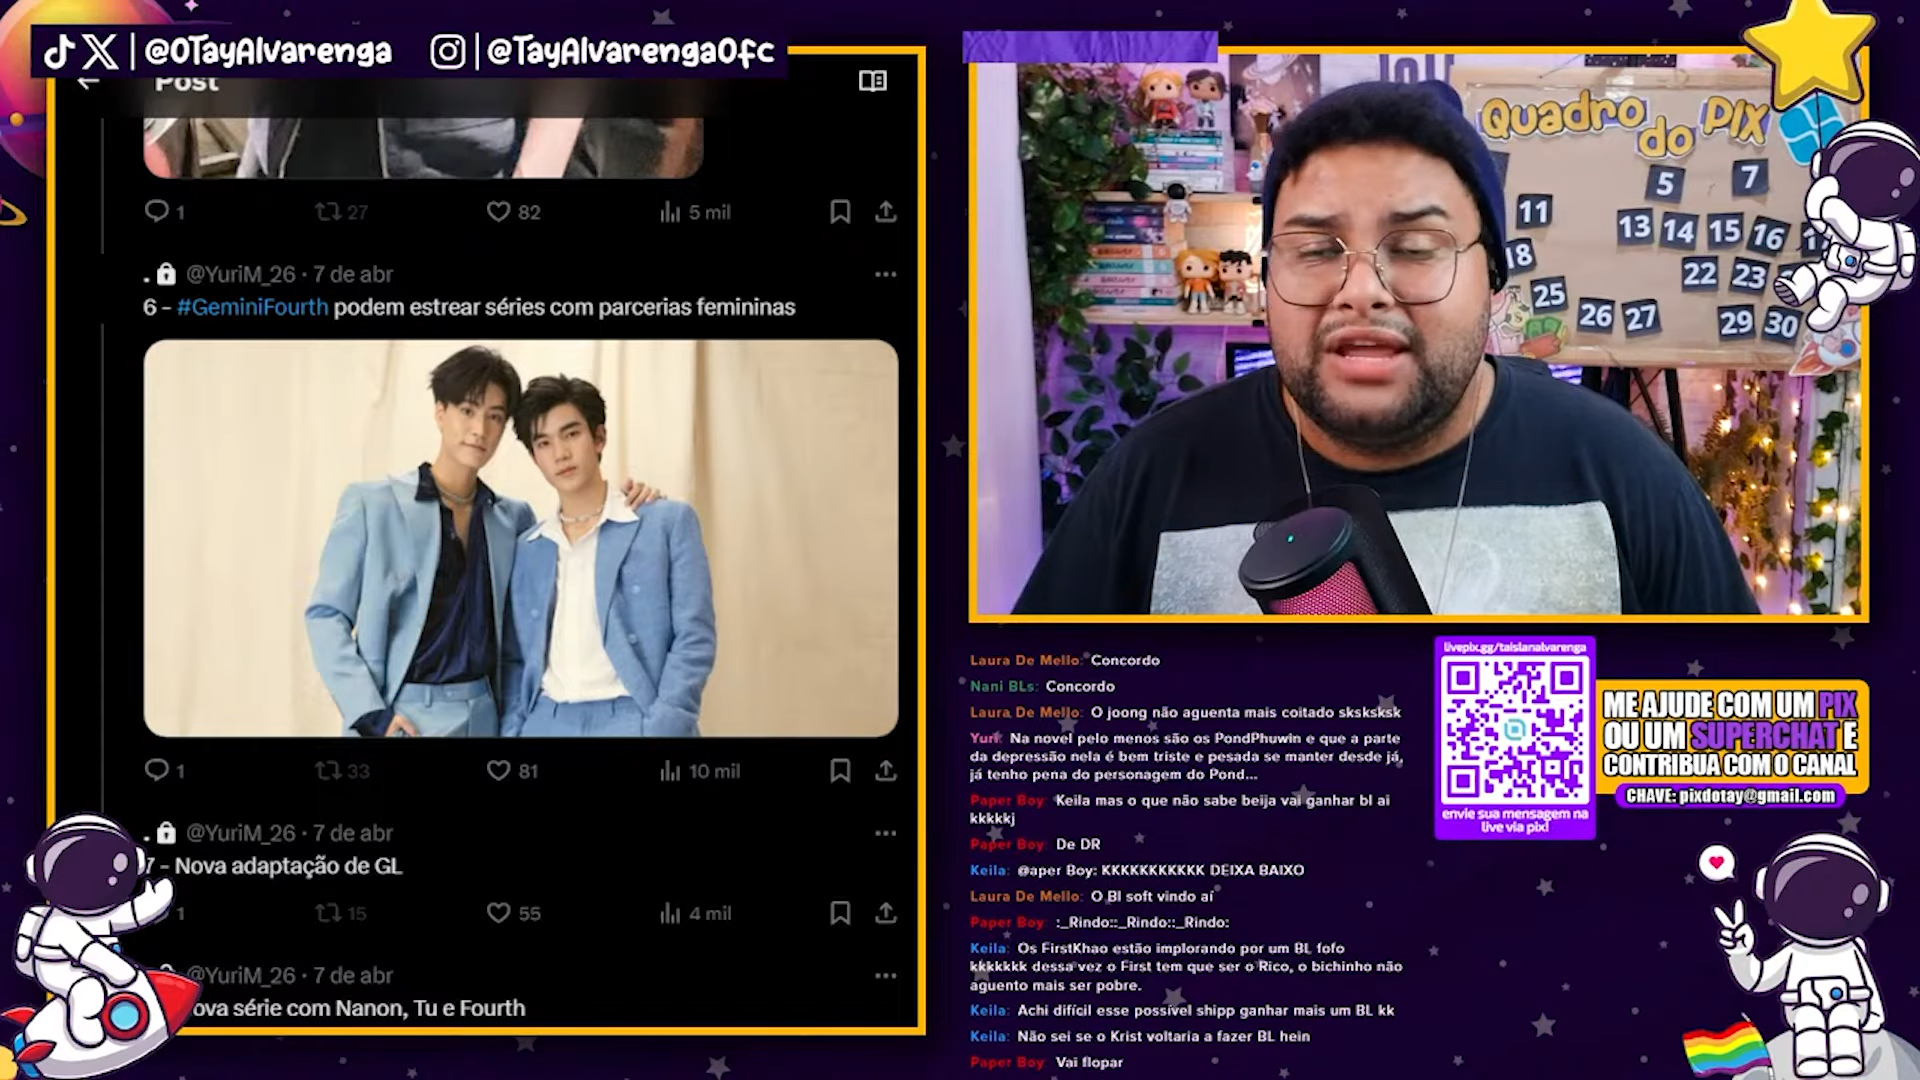 @OTayAlvarenga @TayAlvarengaOfc
Post
1 27 82 5 mil
. @YuriM_26 · 7 de abr
6 - #GeminiFourth podem estrear séries com parcerias femininas
1 33 81 10 mil
. @YuriM_26 · 7 de abr
7 - Nova adaptação de GL
1 15 55 4 mil
@YuriM_26 · 7 de abr
ova série com Nanon, Tu e Fourth
Quadro do PIX
5 7
11 13 14 15 16
18 22 23
25 26 27 29 30
Laura De Mello: Concordo
Nani BLs: Concordo
Laura De Mello: O joong não aguenta mais coitado sksksksk
Yuri: Na novel pelo menos são os PondPhuwin e que a parte
da depressão nela é bem triste e pesada se manter desde já,
já tenho pena do personagem do Pond...
Paper Boy: Keila mas o que não sabe beija vai ganhar bl ai
kkkkkj
Paper Boy: De DR
Keila: @aper Boy: KKKKKKKKKKK DEIXA BAIXO
Laura De Mello: O Bl soft vindo aí
Paper Boy: :_Rindo::_Rindo::_Rindo:
Keila: Os FirstKhao estão implorando por um BL fofo
kkkkkkk dessa vez o First tem que ser o Rico, o bichinho não
aguento mais ser pobre.
Keila: Achi difícil esse possível shipp ganhar mais um BL kk
Keila: Não sei se o Krist voltaria a fazer BL hein
Paper Boy: Vai flopar
livepix.gg/taislanalvarenga
envie sua mensagem na
live via pix!
ME AJUDE COM UM PIX
OU UM SUPERCHAT E
CONTRIBUA COM O CANAL
CHAVE: pixdotay@gmail.com